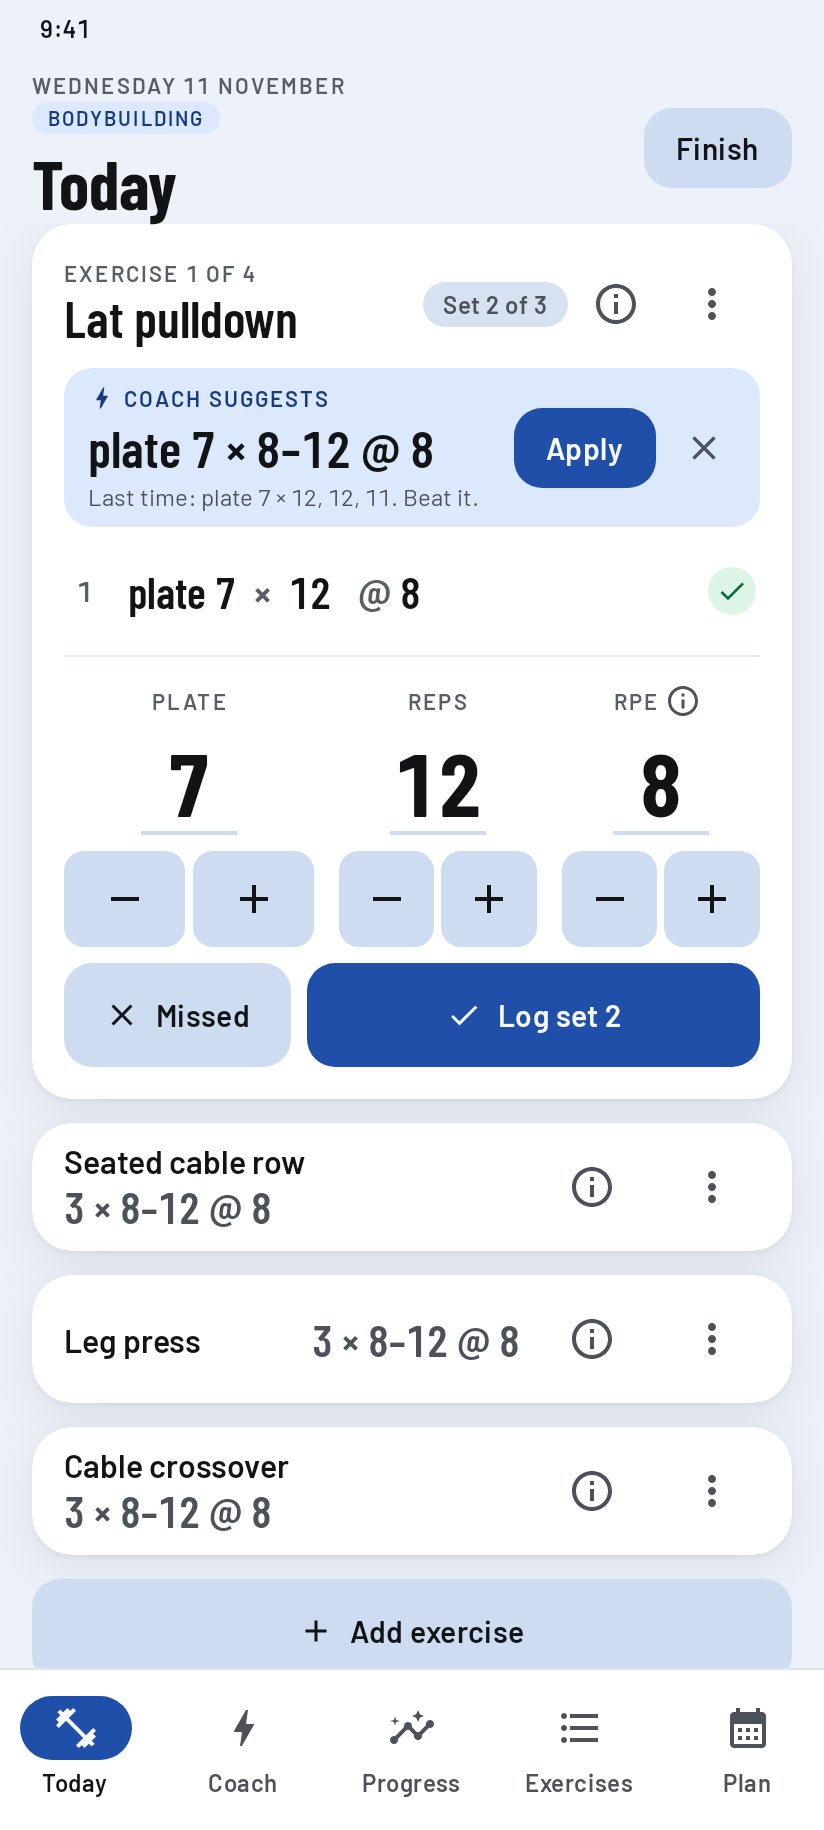 9:41
WEDNESDAY 11 NOVEMBER
BODYBUILDING
Today
Finish
EXERCISE 1 OF 4
Lat pulldown
Set 2 of 3
COACH SUGGESTS
plate 7 × 8–12 @ 8
Last time: plate 7 × 12, 12, 11. Beat it.
Apply
1 plate 7 × 12 @ 8
PLATE REPS RPE
7 12 8
Missed
Log set 2
Seated cable row
3 × 8–12 @ 8
Leg press 3 × 8–12 @ 8
Cable crossover
3 × 8–12 @ 8
Add exercise
Today Coach Progress Exercises Plan